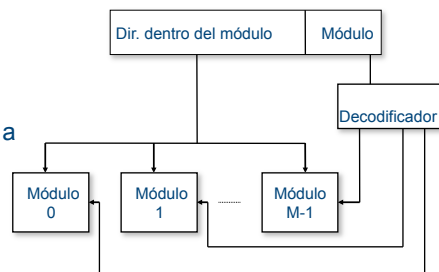 Dir. dentro del módulo
Módulo
Decodificador
a
Módulo
0
Módulo
1
........
Módulo
M-1